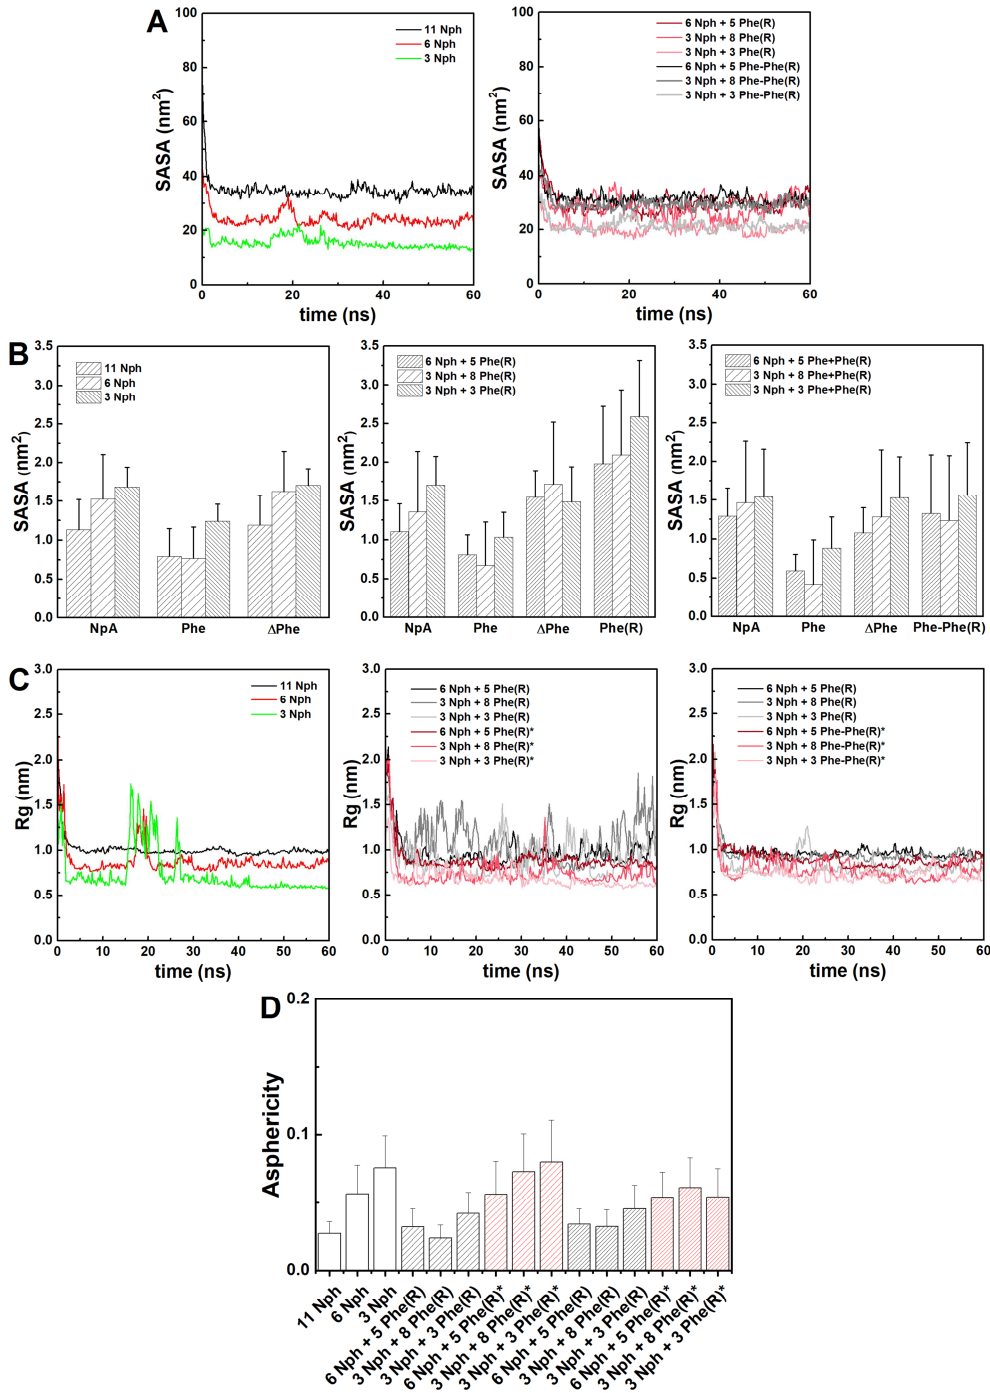 A
SASA (nm2)
100
80
60
40
20
0
11 Nph
6 Nph
3 Nph
0 20 40 60
time (ns)
SASA (nm2)
100
80
60
40
20
0
6 Nph + 5 Phe(R)
3 Nph + 8 Phe(R)
3 Nph + 3 Phe(R)
6 Nph + 5 Phe-Phe(R)
3 Nph + 8 Phe-Phe(R)
3 Nph + 3 Phe-Phe(R)
0 10 20 30 40 50 60
time (ns)
B
SASA (nm2)
3.5
3.0
2.5
2.0
1.5
1.0
0.5
0.0
11 Nph
6 Nph
3 Nph
NpA Phe ΔPhe
SASA (nm2)
3.5
3.0
2.5
2.0
1.5
1.0
0.5
0.0
6 Nph + 5 Phe(R)
3 Nph + 8 Phe(R)
3 Nph + 3 Phe(R)
NpA Phe ΔPhe Phe(R)
SASA (nm2)
3.5
3.0
2.5
2.0
1.5
1.0
0.5
0.0
6 Nph + 5 Phe+Phe(R)
3 Nph + 8 Phe+Phe(R)
3 Nph + 3 Phe+Phe(R)
NpA Phe ΔPhe Phe-Phe(R)
C
Rg (nm)
3.0
2.5
2.0
1.5
1.0
0.5
0.0
11 Nph
6 Nph
3 Nph
0 10 20 30 40 50 60
time (ns)
Rg (nm)
3.0
2.5
2.0
1.5
1.0
0.5
0.0
6 Nph + 5 Phe(R)
3 Nph + 8 Phe(R)
3 Nph + 3 Phe(R)
6 Nph + 5 Phe(R)*
3 Nph + 8 Phe(R)*
3 Nph + 3 Phe(R)*
0 10 20 30 40 50 60
time (ns)
Rg (nm)
3.0
2.5
2.0
1.5
1.0
0.5
0.0
6 Nph + 5 Phe(R)
3 Nph + 8 Phe(R)
3 Nph + 3 Phe(R)
6 Nph + 5 Phe-Phe(R)*
3 Nph + 8 Phe-Phe(R)*
3 Nph + 3 Phe-Phe(R)*
0 10 20 30 40 50 60
time (ns)
D
Asphericity
0.2
0.1
0.0
11 Nph
6 Nph
3 Nph
6 Nph + 5 Phe(R)
3 Nph + 8 Phe(R)
3 Nph + 3 Phe(R)
6 Nph + 5 Phe(R)*
3 Nph + 8 Phe(R)*
3 Nph + 3 Phe(R)*
6 Nph + 5 Phe(R)
3 Nph + 8 Phe(R)
3 Nph + 3 Phe(R)
6 Nph + 5 Phe(R)*
3 Nph + 8 Phe(R)*
3 Nph + 3 Phe(R)*